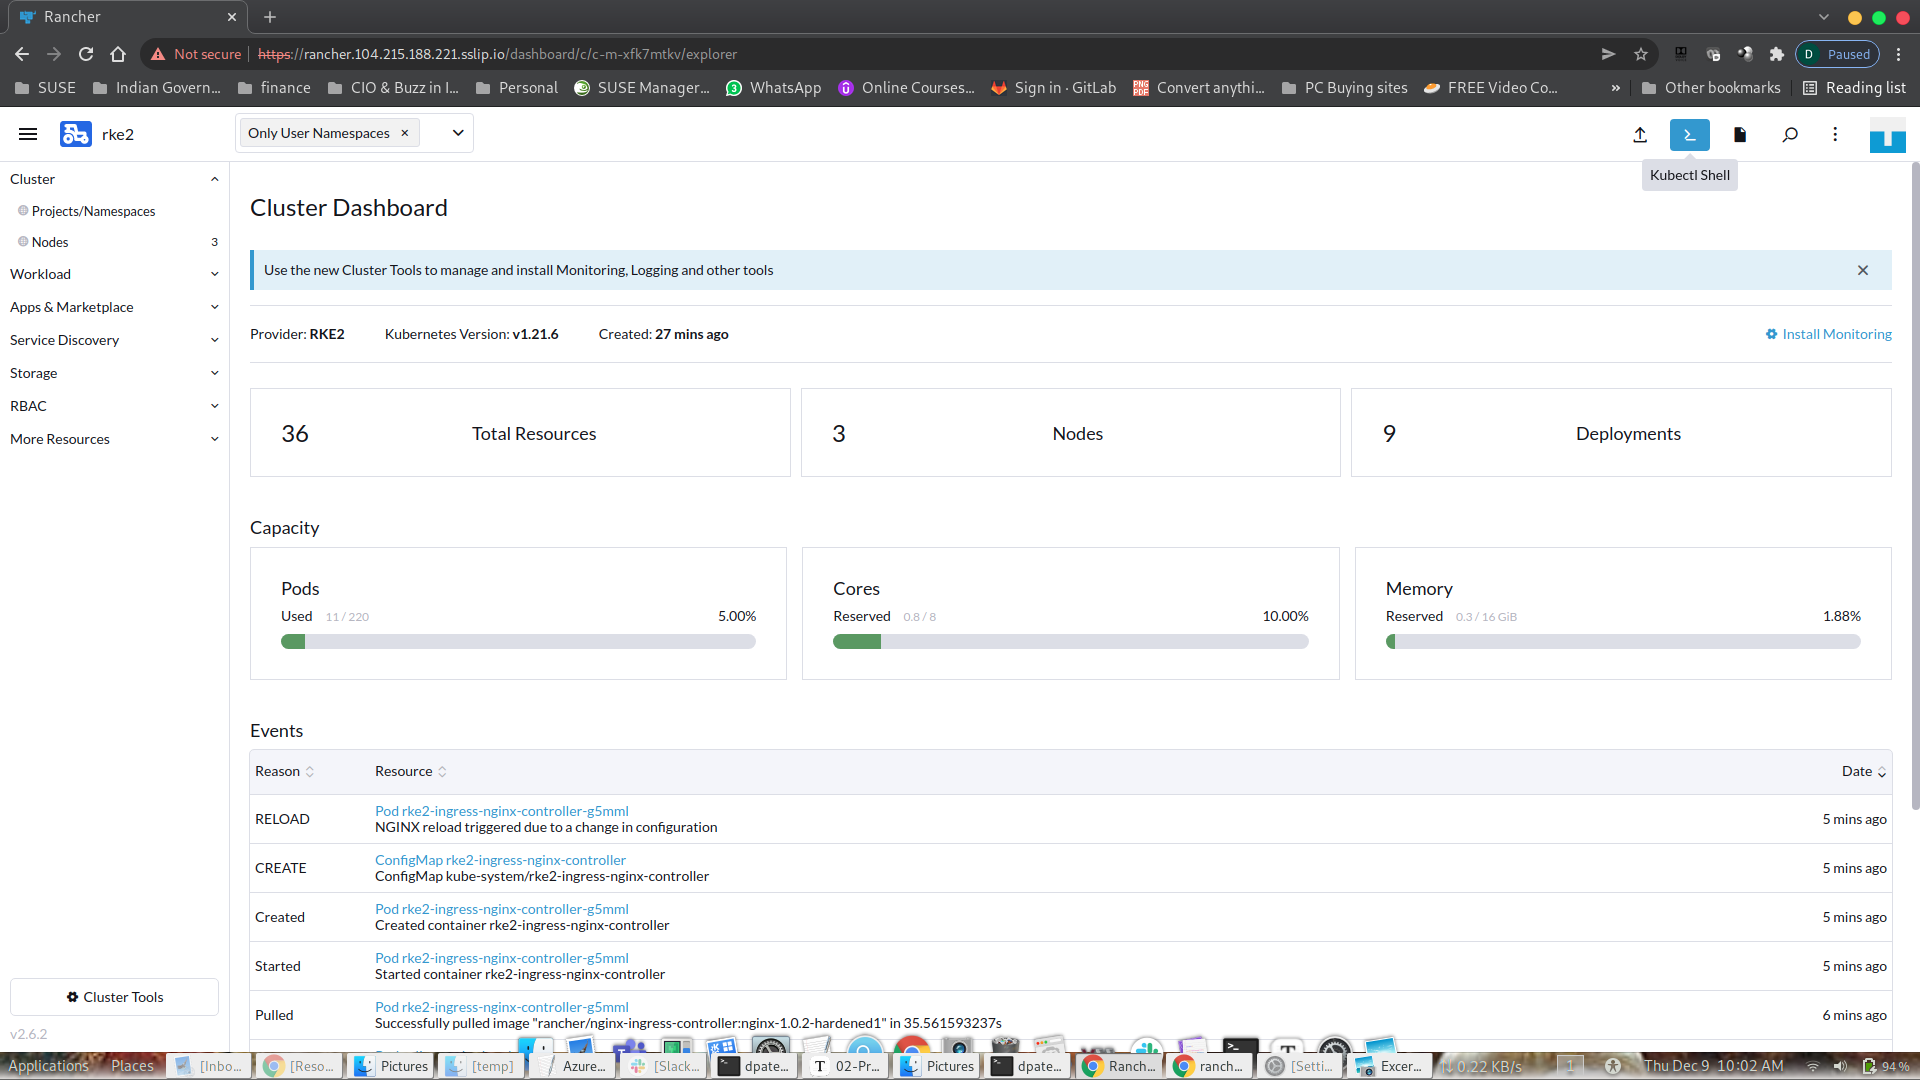 Rancher
Not secure https://rancher.104.215.188.221.sslip.io/dashboard/c/c-m-xfk7mtkv/explorer
D Paused
SUSE Indian Govern... finance CIO & Buzz in I... Personal SUSE Manager... WhatsApp Online Courses... Sign in · GitLab Convert anythi... PC Buying sites FREE Video Co... » Other bookmarks Reading list
rke2 Only User Namespaces
Kubectl Shell
Cluster
Projects/Namespaces
Nodes 3
Workload
Apps & Marketplace
Service Discovery
Storage
RBAC
More Resources
Cluster Tools
v2.6.2
Cluster Dashboard
Use the new Cluster Tools to manage and install Monitoring, Logging and other tools
Provider: RKE2 Kubernetes Version: v1.21.6 Created: 27 mins ago Install Monitoring
36 Total Resources 3 Nodes 9 Deployments
Capacity
Pods Cores Memory
Used 11 / 220 5.00% Reserved 0.8 / 8 10.00% Reserved 0.3 / 16 GiB 1.88%
Events
Reason Resource Date
RELOAD Pod rke2-ingress-nginx-controller-g5mml 5 mins ago
NGINX reload triggered due to a change in configuration
CREATE ConfigMap rke2-ingress-nginx-controller 5 mins ago
ConfigMap kube-system/rke2-ingress-nginx-controller
Created Pod rke2-ingress-nginx-controller-g5mml 5 mins ago
Created container rke2-ingress-nginx-controller
Started Pod rke2-ingress-nginx-controller-g5mml 5 mins ago
Started container rke2-ingress-nginx-controller
Pulled Pod rke2-ingress-nginx-controller-g5mml 6 mins ago
Successfully pulled image "rancher/nginx-ingress-controller:nginx-1.0.2-hardened1" in 35.561593237s
Applications Places [Inbo... [Reso... Pictures [temp] Azure... [Slack... dpate... 02-Pr... Pictures dpate... Ranch... ranch... [Setti... Excer... 0.22 KB/s 1 Thu Dec 9 10:02 AM 94 %